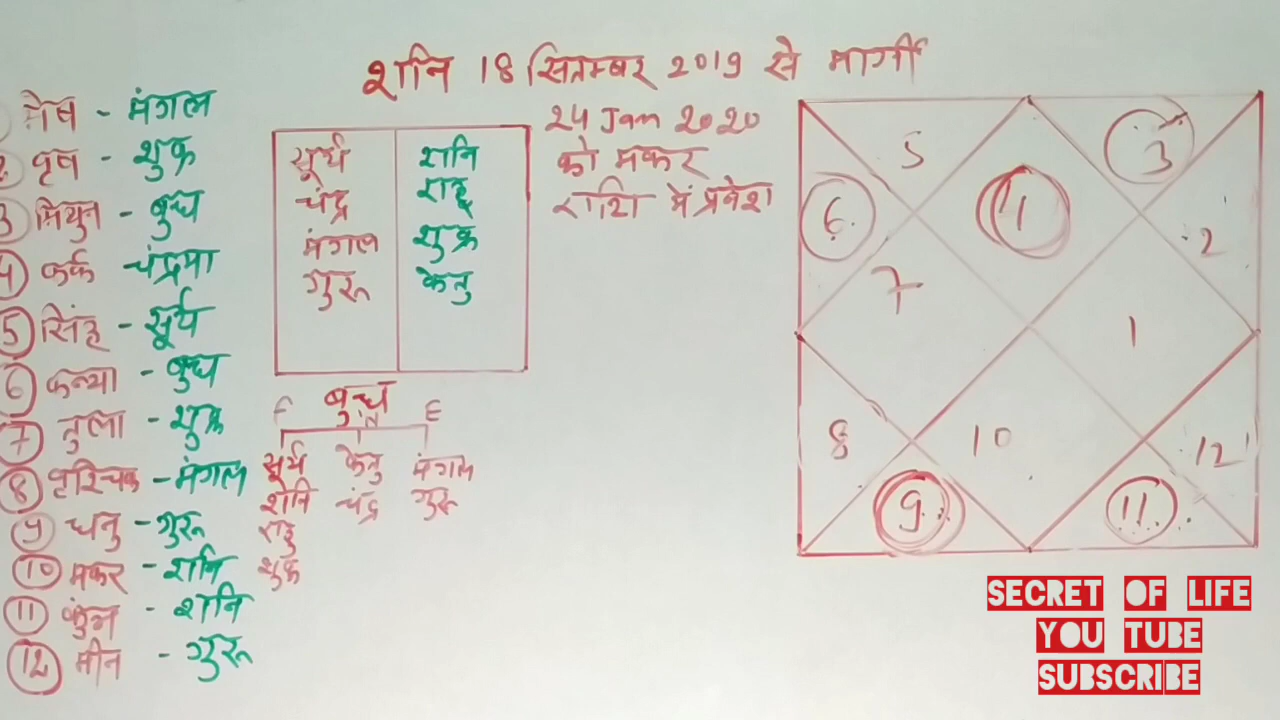 शनि 18 सितम्बर 2019 से मार्गी
24 Jan 2020
को मकर
राशि में प्रवेश
मेष - मंगल
2 वृष - शुक्र
3 मिथुन - बुध
4 कर्क - चंद्रमा
5 सिंह - सूर्य
6 कन्या - बुध
7 तुला - शुक्र
8 वृश्चिक - मंगल
9 धनु - गुरू
10 मकर - शनि
11 कुंभ - शनि
12 मीन - गुरू
सूर्य शनि
चंद्र राहू
मंगल शुक्र
गुरू केतु
बुध
F N E
सूर्य केतु मंगल
शनि चंद्र गुरू
राहु
शुक्र
5 3
6 1 2
7
1
8 10 12
9 11
SECRET OF LIFE
YOU TUBE
SUBSCRIBE